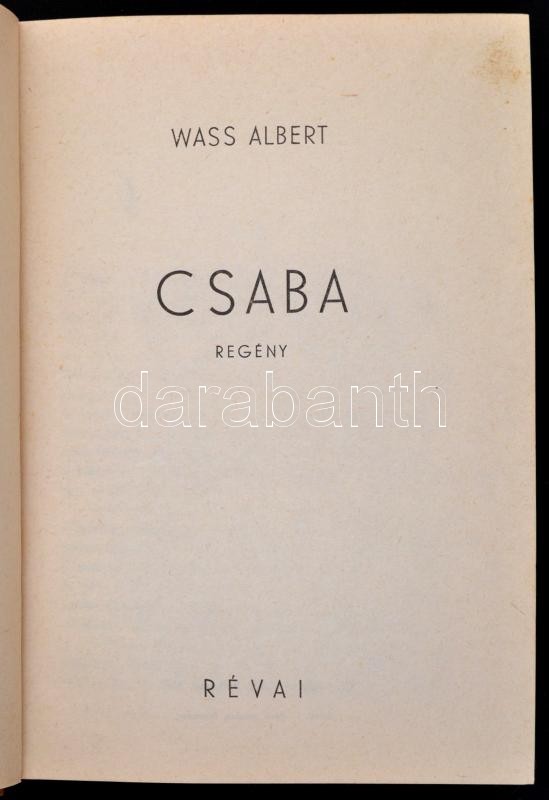 WASS ALBERT
CSABA
REGÉNY
darabanth
RÉVAI